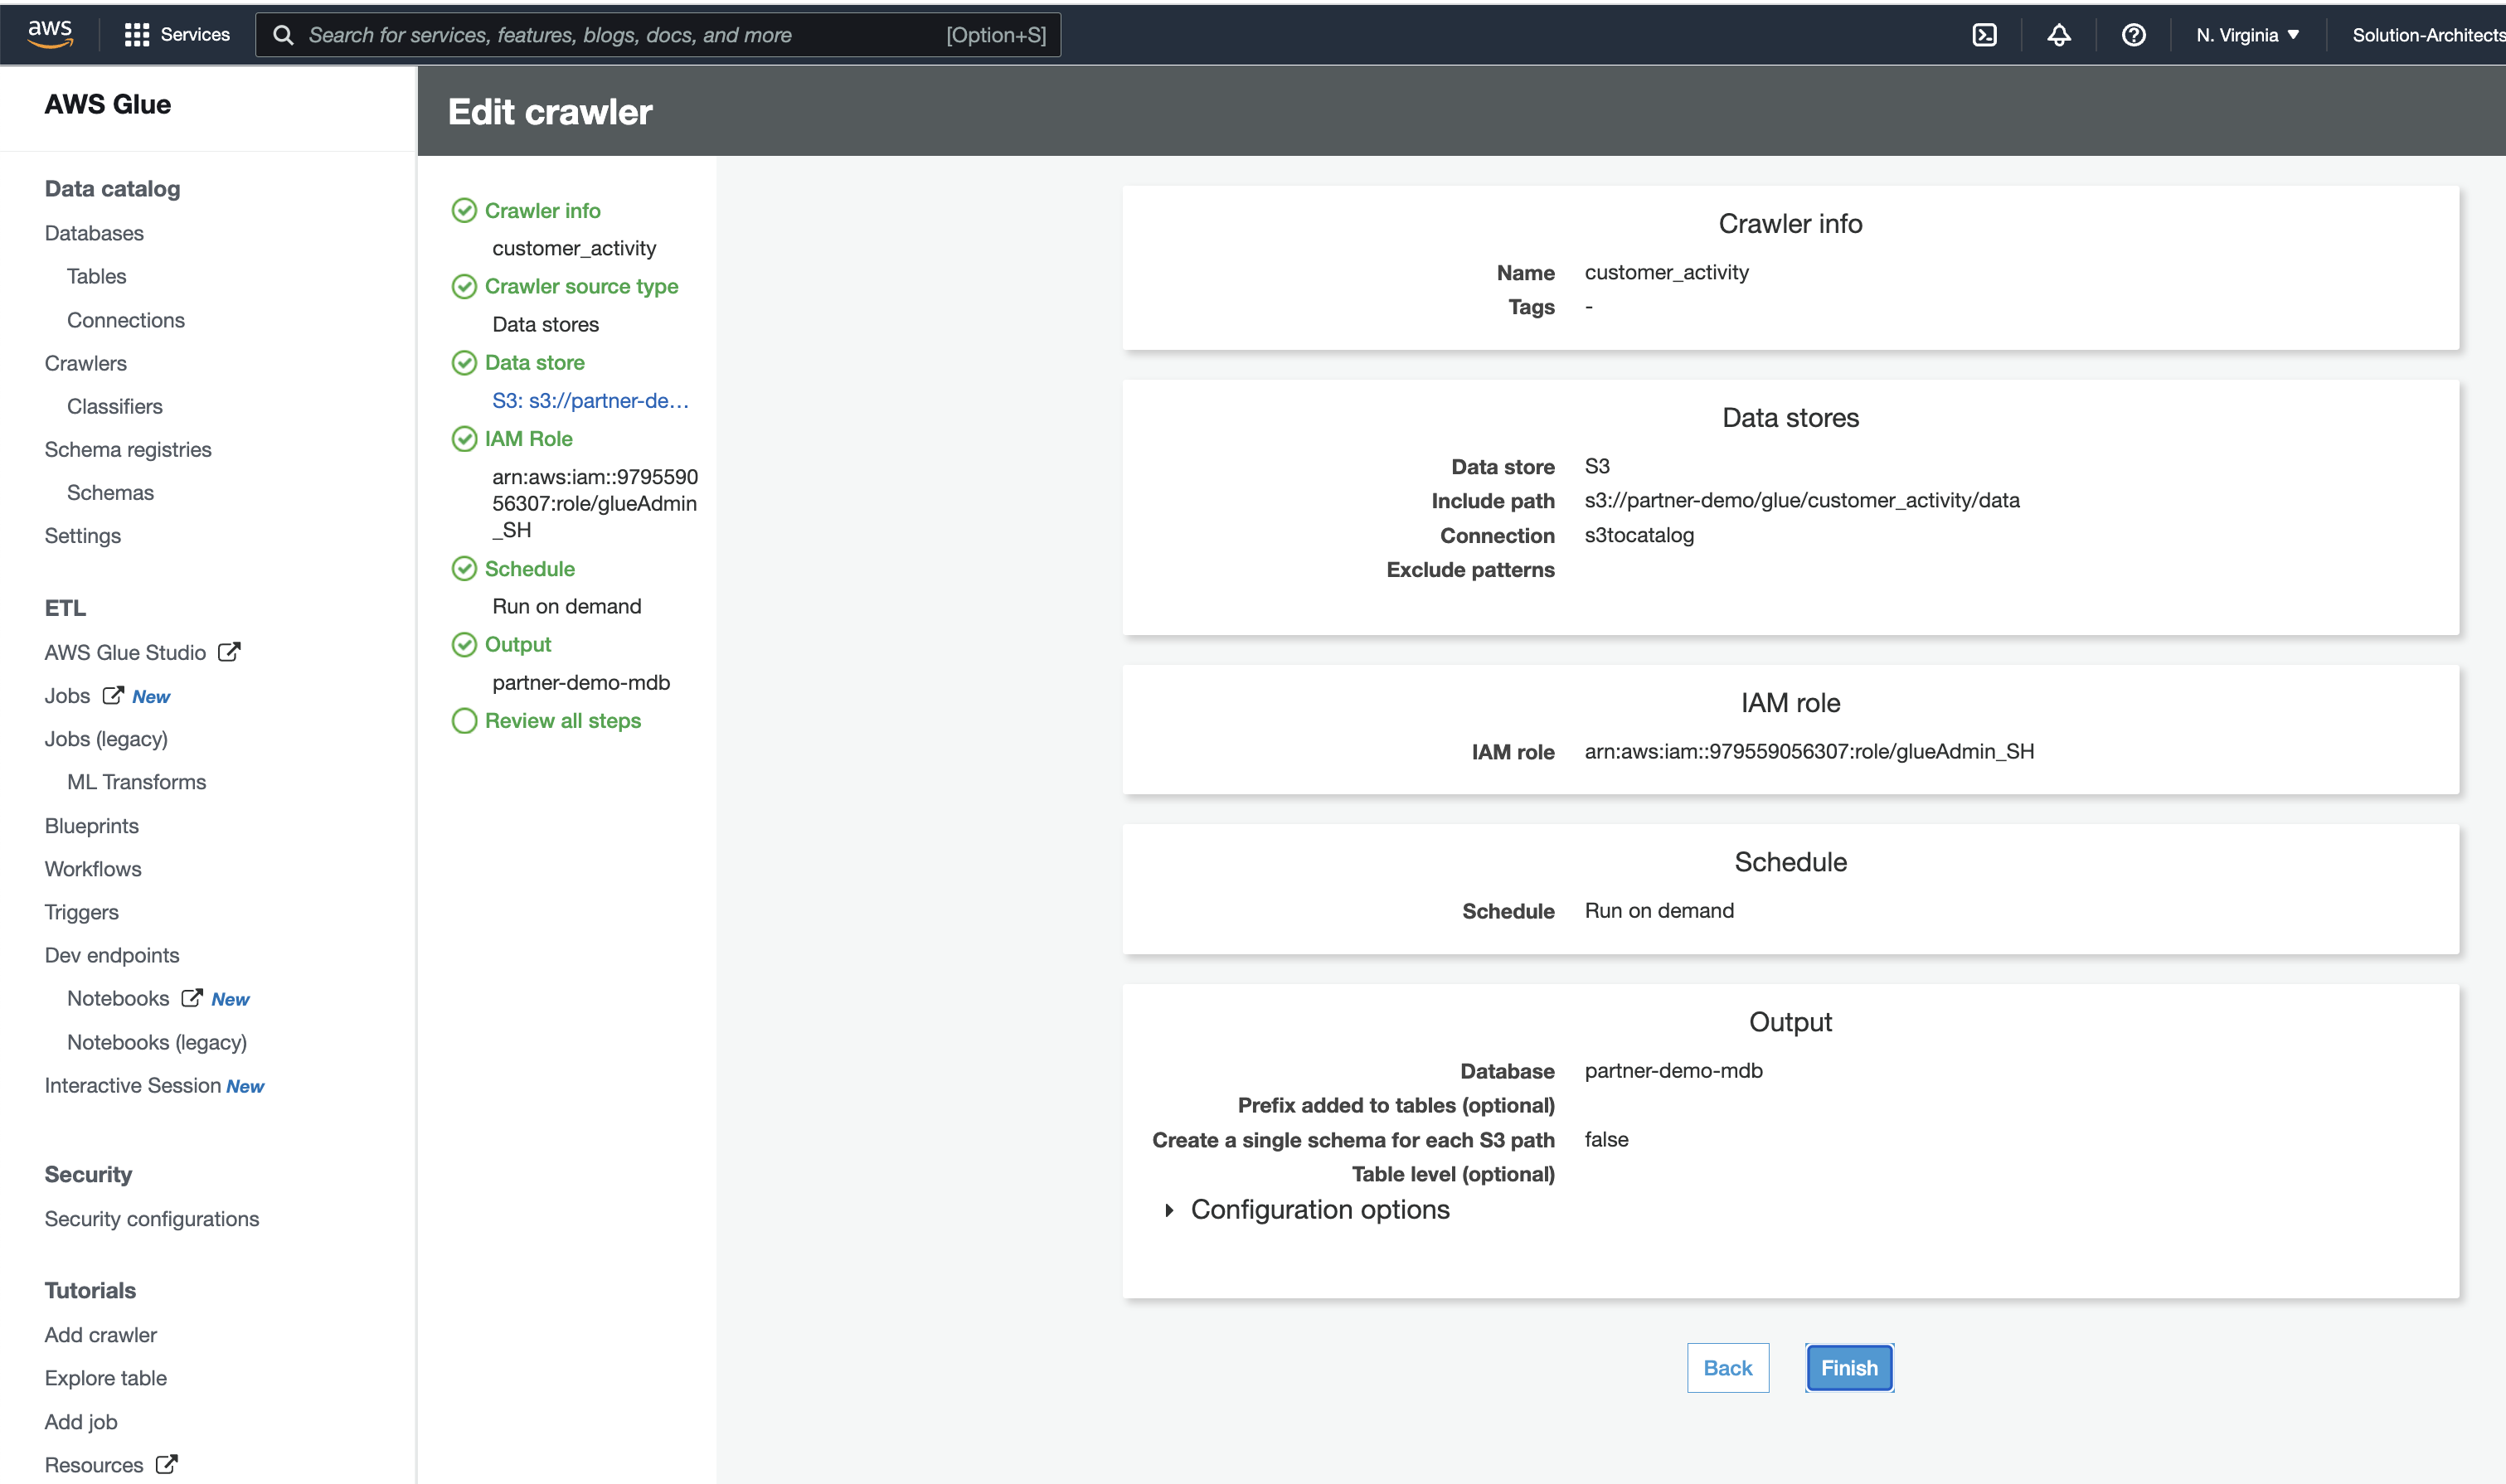 aws
Services
Search for services, features, blogs, docs, and more
[Option+S]
N. Virginia
Solution-Architects
AWS Glue
Data catalog
Databases
Tables
Connections
Crawlers
Classifiers
Schema registries
Schemas
Settings
ETL
AWS Glue Studio
Jobs New
Jobs (legacy)
ML Transforms
Blueprints
Workflows
Triggers
Dev endpoints
Notebooks New
Notebooks (legacy)
Interactive Session New
Security
Security configurations
Tutorials
Add crawler
Explore table
Add job
Resources
Edit crawler
Crawler info
customer_activity
Crawler source type
Data stores
Data store
S3: s3://partner-de…
IAM Role
arn:aws:iam::9795590
56307:role/glueAdmin
_SH
Schedule
Run on demand
Output
partner-demo-mdb
Review all steps
Crawler info
Name customer_activity
Tags -
Data stores
Data store S3
Include path s3://partner-demo/glue/customer_activity/data
Connection s3tocatalog
Exclude patterns
IAM role
IAM role arn:aws:iam::979559056307:role/glueAdmin_SH
Schedule
Schedule Run on demand
Output
Database partner-demo-mdb
Prefix added to tables (optional)
Create a single schema for each S3 path false
Table level (optional)
Configuration options
Back
Finish